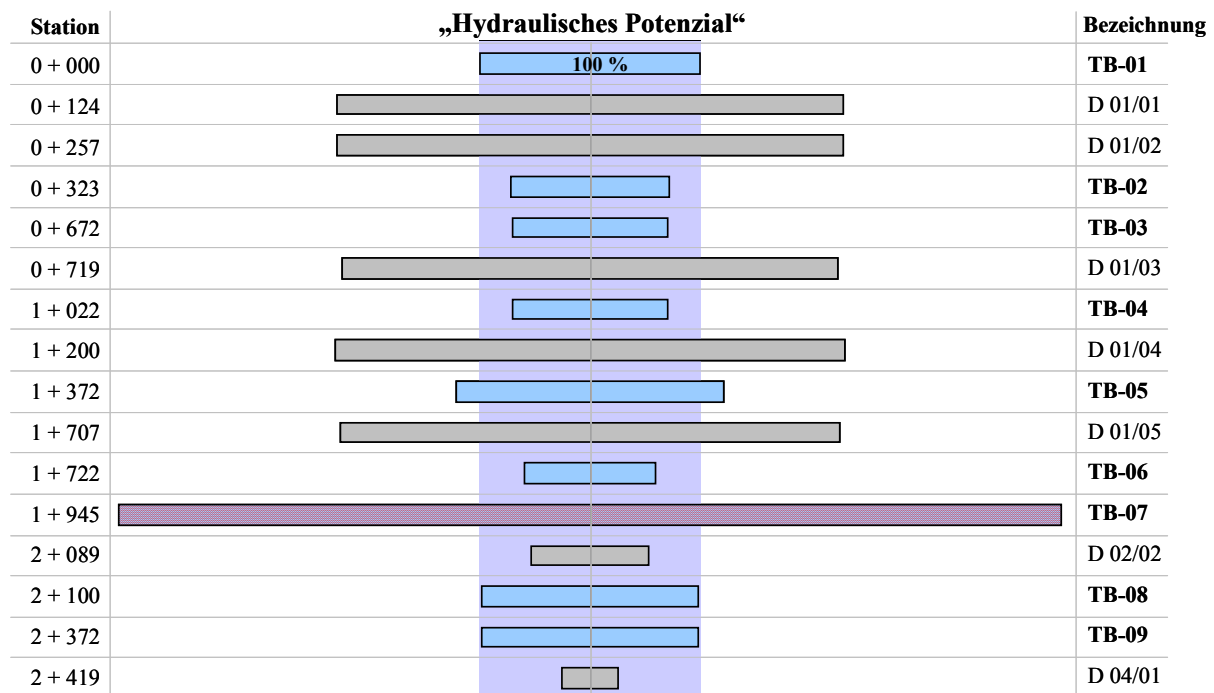 Station „Hydraulisches Potenzial“ Bezeichnung
0 + 000 100 % TB-01
0 + 124 D 01/01
0 + 257 D 01/02
0 + 323 TB-02
0 + 672 TB-03
0 + 719 D 01/03
1 + 022 TB-04
1 + 200 D 01/04
1 + 372 TB-05
1 + 707 D 01/05
1 + 722 TB-06
1 + 945 TB-07
2 + 089 D 02/02
2 + 100 TB-08
2 + 372 TB-09
2 + 419 D 04/01